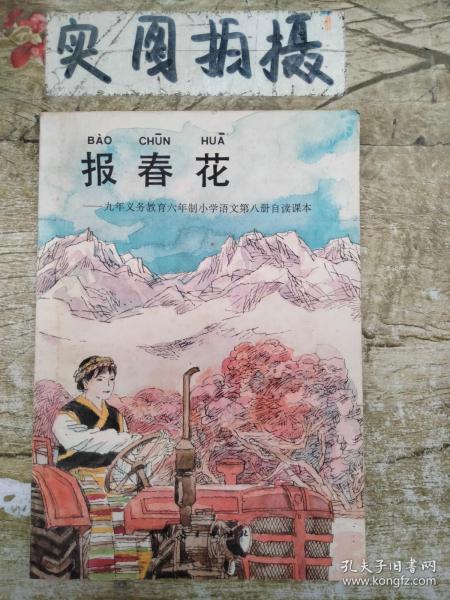 实图拍摄
BÀO CHŪN HUĀ
报春花
——九年义务教育六年制小学语文第八册自读课本
孔夫子旧书网
www.kongfz.com